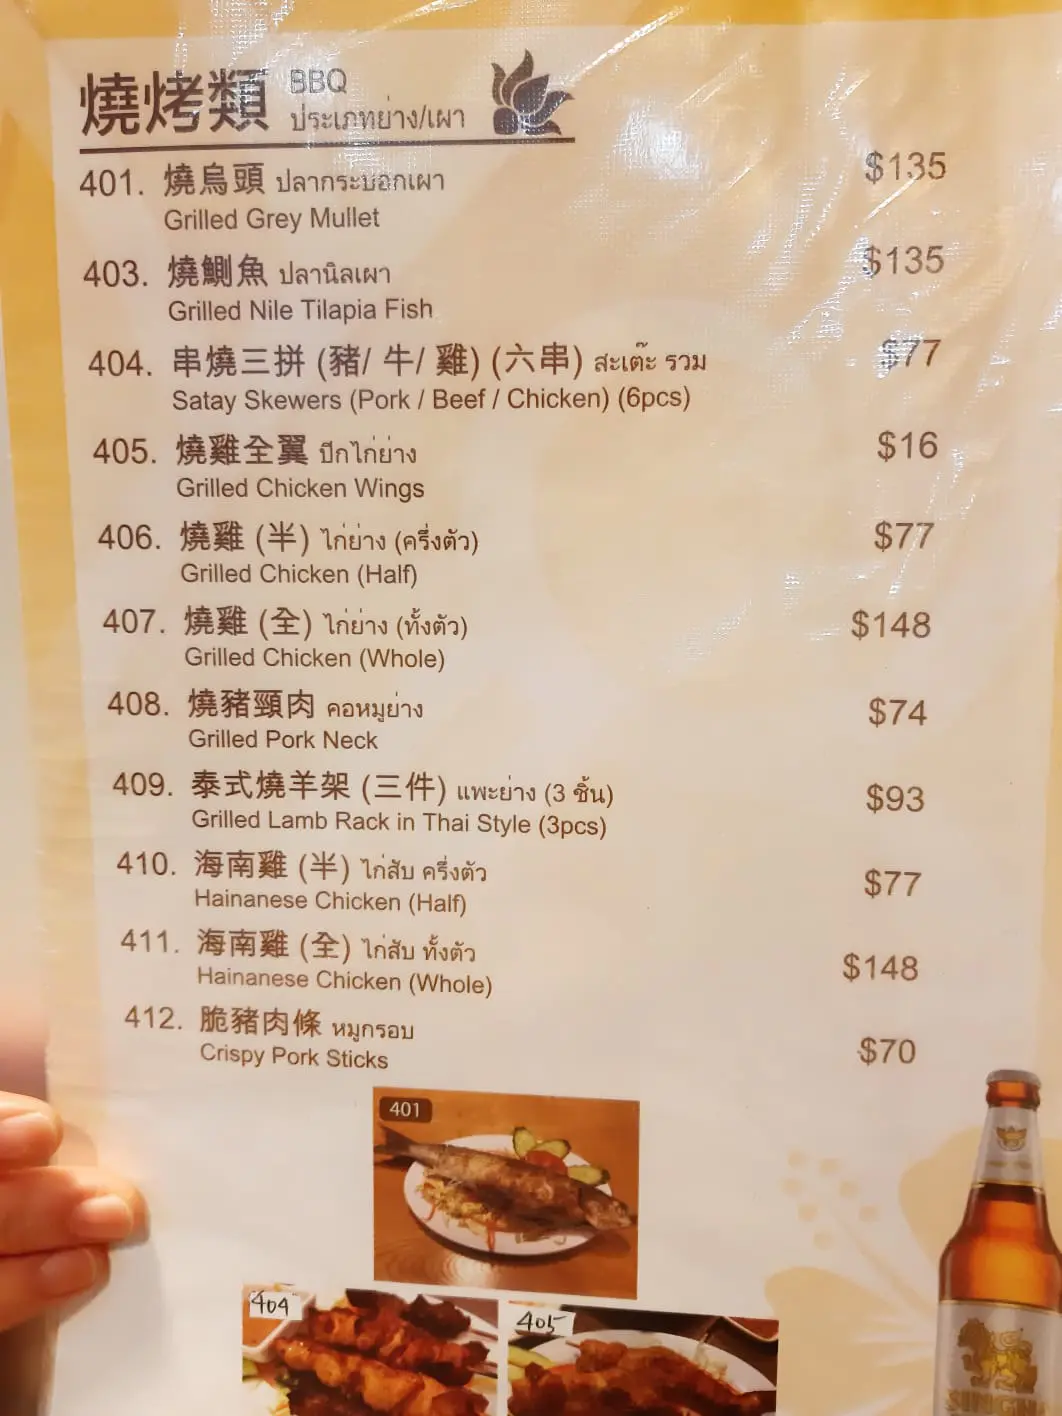 燒烤類 BBQ
ประเภทย่าง/เผา
401. 燒烏頭 ปลากระบอกเผา $135
Grilled Grey Mullet
403. 燒鰂魚 ปลานิลเผา $135
Grilled Nile Tilapia Fish
404. 串燒三拼 (豬/ 牛/ 雞) (六串) สะเต๊ะ รวม $77
Satay Skewers (Pork / Beef / Chicken) (6pcs)
405. 燒雞全翼 ปีกไก่ย่าง $16
Grilled Chicken Wings
406. 燒雞 (半) ไก่ย่าง (ครึ่งตัว) $77
Grilled Chicken (Half)
407. 燒雞 (全) ไก่ย่าง (ทั้งตัว) $148
Grilled Chicken (Whole)
408. 燒豬頸肉 คอหมูย่าง $74
Grilled Pork Neck
409. 泰式燒羊架 (三件) แพะย่าง (3 ชิ้น) $93
Grilled Lamb Rack in Thai Style (3pcs)
410. 海南雞 (半) ไก่สับ ครึ่งตัว $77
Hainanese Chicken (Half)
411. 海南雞 (全) ไก่สับ ทั้งตัว $148
Hainanese Chicken (Whole)
412. 脆豬肉條 หมูกรอบ $70
Crispy Pork Sticks
401
404
405